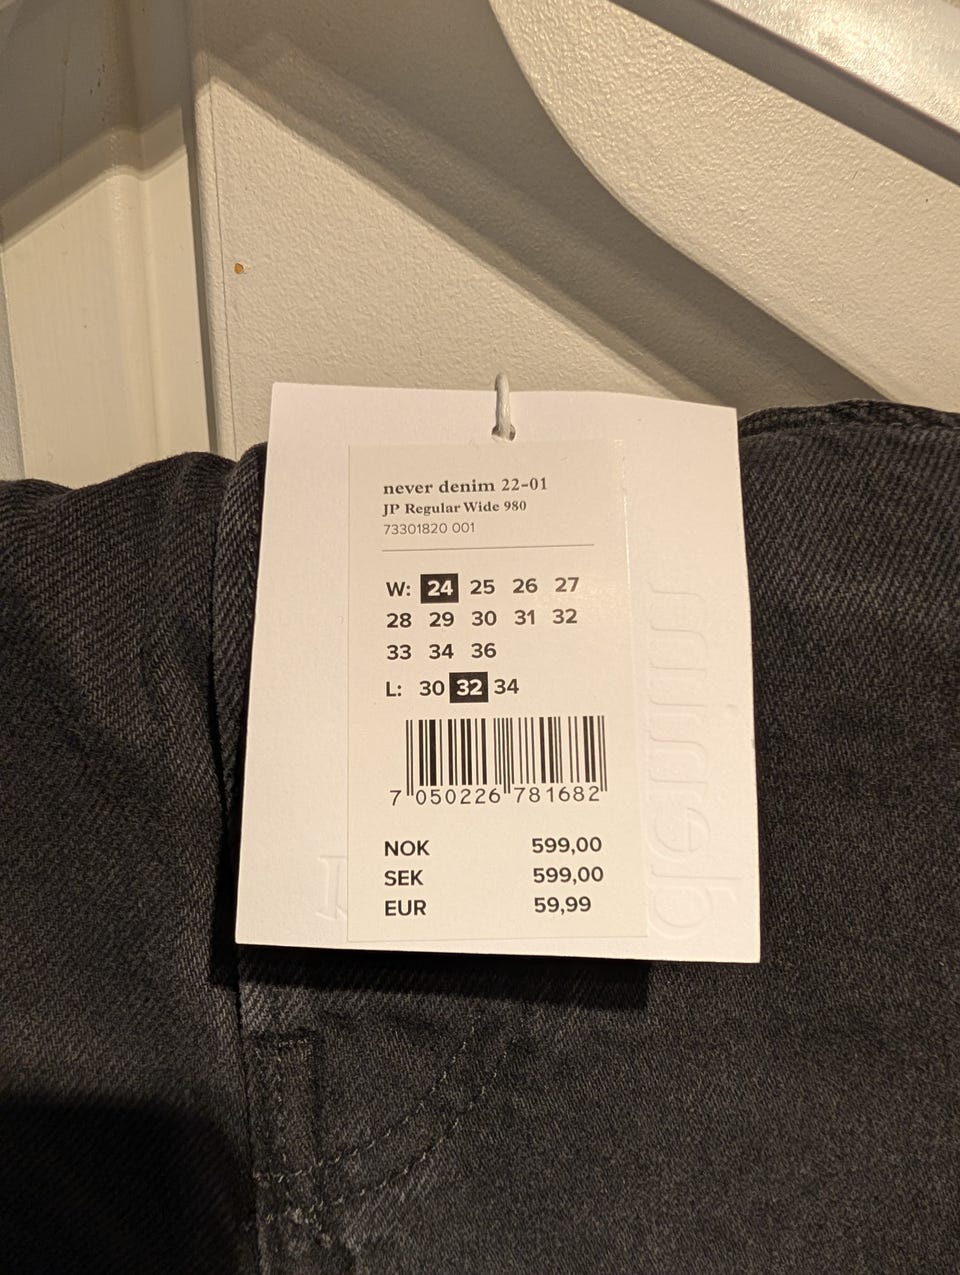 never denim 22-01
JP Regular Wide 980
73301820 001
W: 24 25 26 27
28 29 30 31 32
33 34 36
L: 30 32 34
7 050226 781682
NOK 599,00
SEK 599,00
EUR 59,99